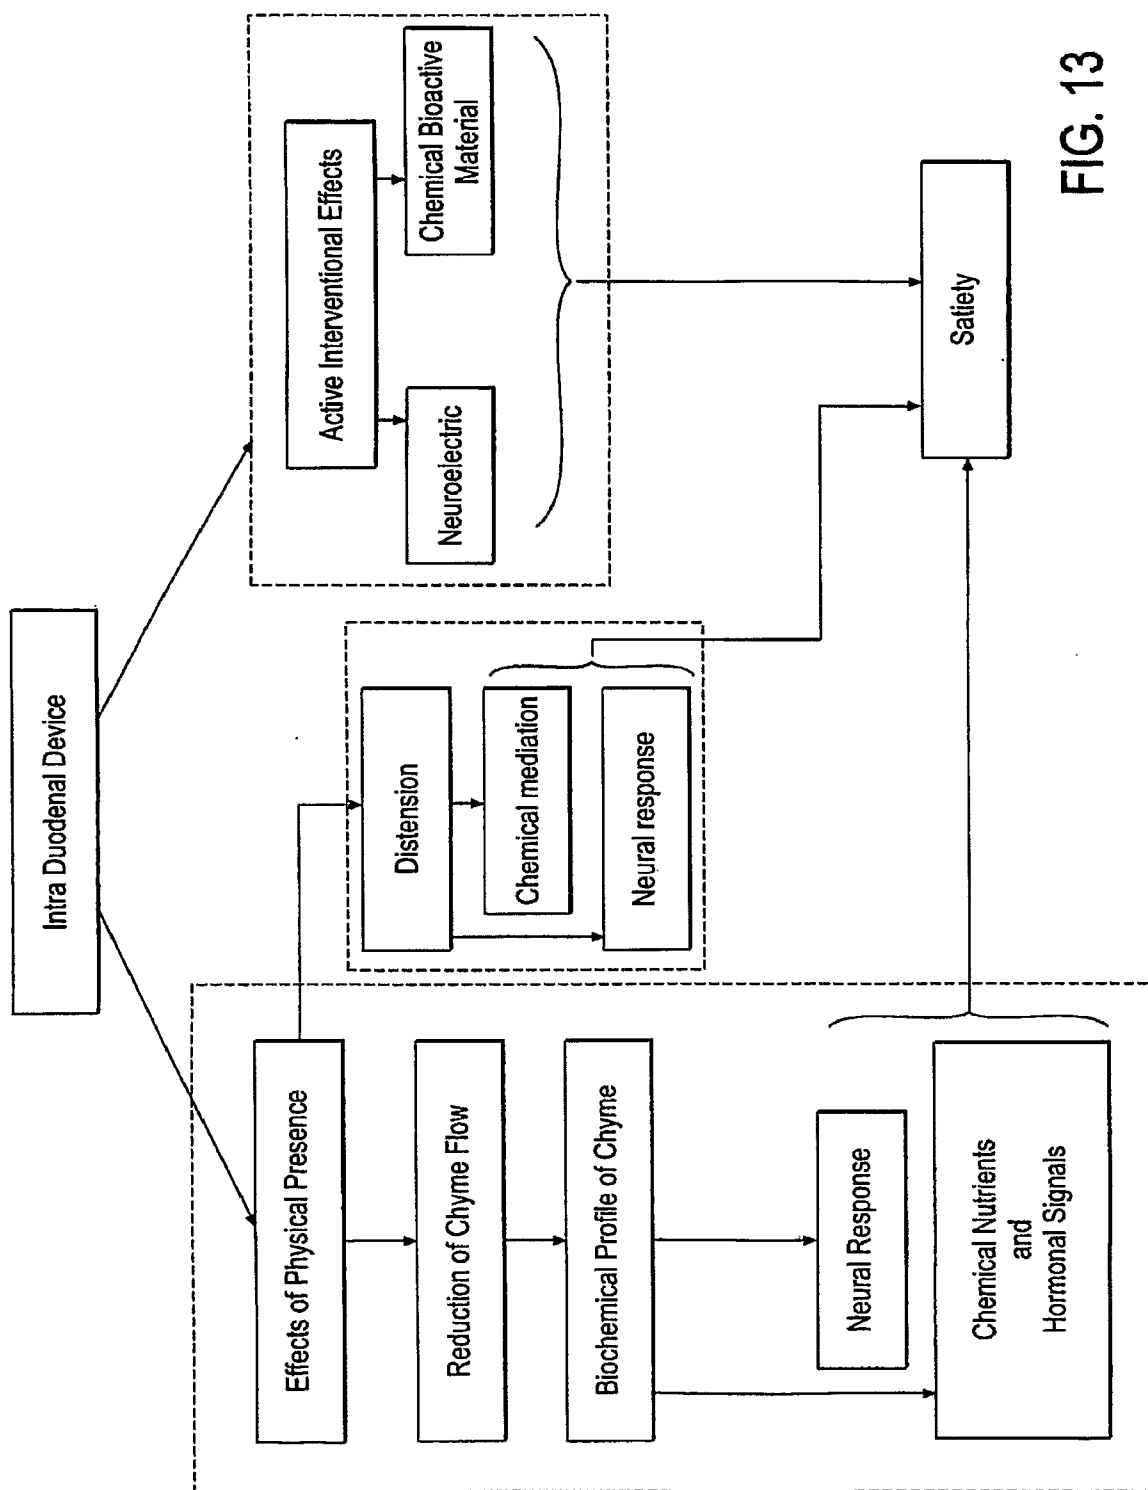 Intra Duodenal Device
Effects of Physical Presence
Reduction of Chyme Flow
Biochemical Profile of Chyme
Neural Response
Chemical Nutrients
and
Hormonal Signals
Distension
Chemical mediation
Neural response
Active Interventional Effects
Neuroelectric
Chemical Bioactive
Material
Satiety
FIG. 13